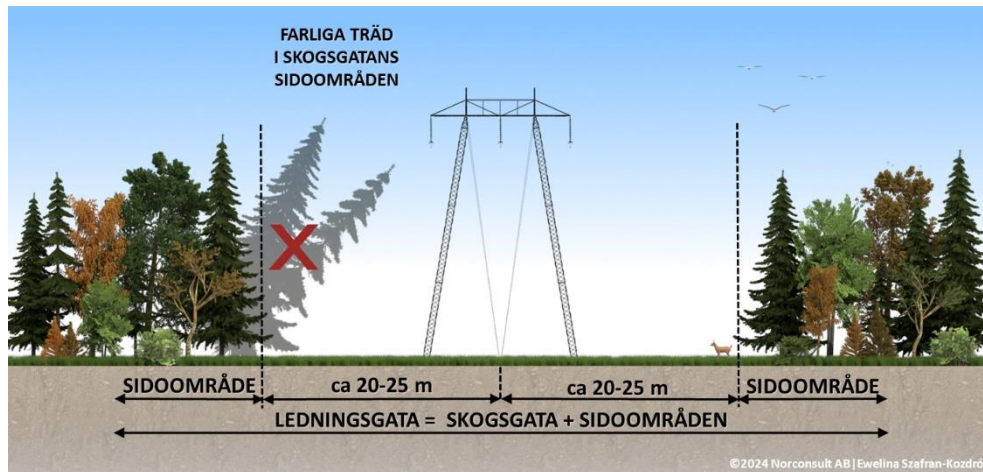 FARLIGA TRÄD
I SKOGSGATANS
SIDOOMRÅDEN
SIDOOMRÅDE
ca 20-25 m
ca 20-25 m
SIDOOMRÅDE
LEDNINGSGATA = SKOGSGATA + SIDOOMRÅDEN
©2024 Norconsult AB|Ewelina Szafran-Kozdró